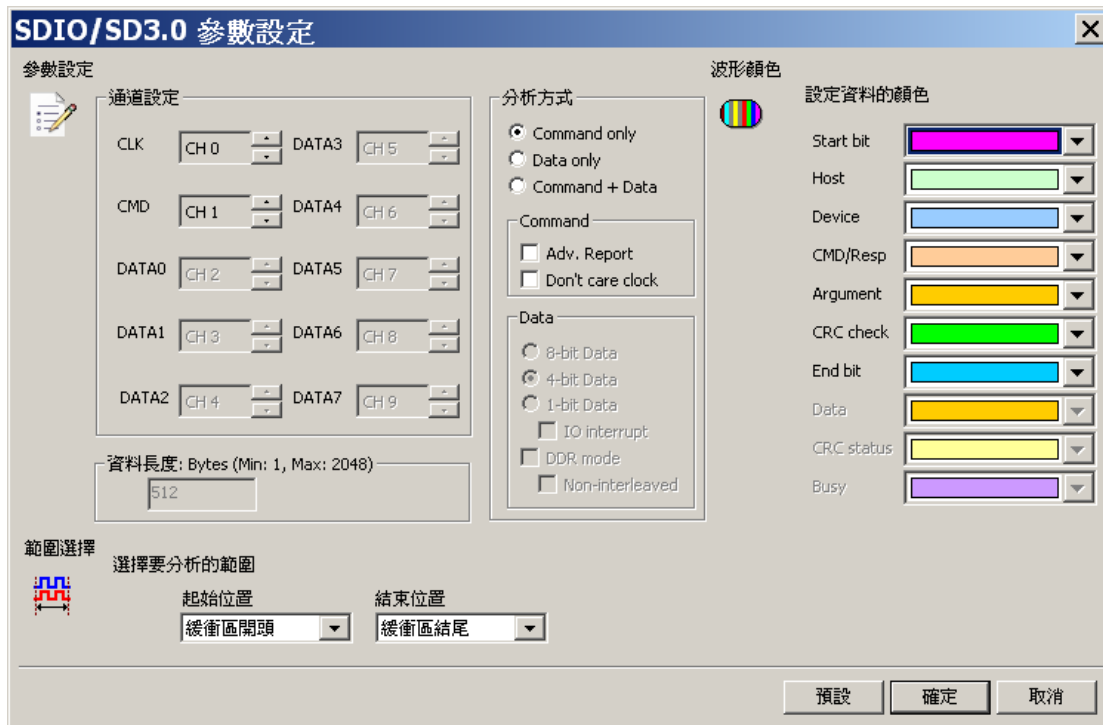 SDIO/SD3.0 參數設定
參數設定
通道設定
CLK CH 0 DATA3 CH 5
CMD CH 1 DATA4 CH 6
DATA0 CH 2 DATA5 CH 7
DATA1 CH 3 DATA6 CH 8
DATA2 CH 4 DATA7 CH 9
資料長度: Bytes (Min: 1, Max: 2048)
512
分析方式
Command only
Data only
Command + Data
Command
Adv. Report
Don't care clock
Data
8-bit Data
4-bit Data
1-bit Data
IO interrupt
DDR mode
Non-interleaved
波形顏色
設定資料的顏色
Start bit
Host
Device
CMD/Resp
Argument
CRC check
End bit
Data
CRC status
Busy
範圍選擇
選擇要分析的範圍
起始位置 結束位置
緩衝區開頭 緩衝區結尾
預設 確定 取消